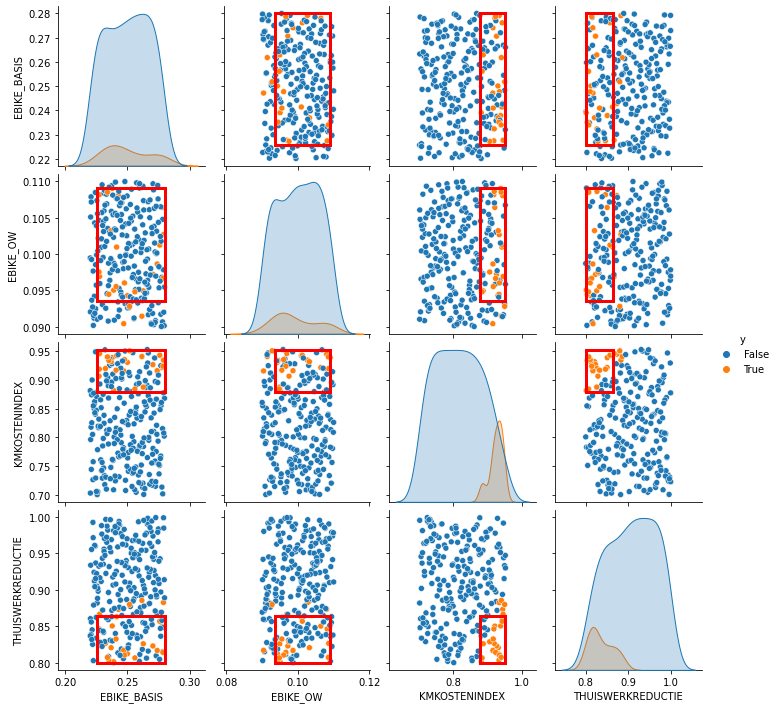 0.28
0.27
0.26
0.25
0.24
0.23
0.22
EBIKE_BASIS
0.110
0.105
0.100
0.095
0.090
EBIKE_OW
y
False
True
0.95
0.90
0.85
0.80
0.75
0.70
KMKOSTENINDEX
1.00
0.95
0.90
0.85
0.80
THUISWERKREDUCTIE
0.20 0.25 0.30
0.08 0.10 0.12
0.8 1.0
0.8 0.9 1.0
EBIKE_BASIS
EBIKE_OW
KMKOSTENINDEX
THUISWERKREDUCTIE